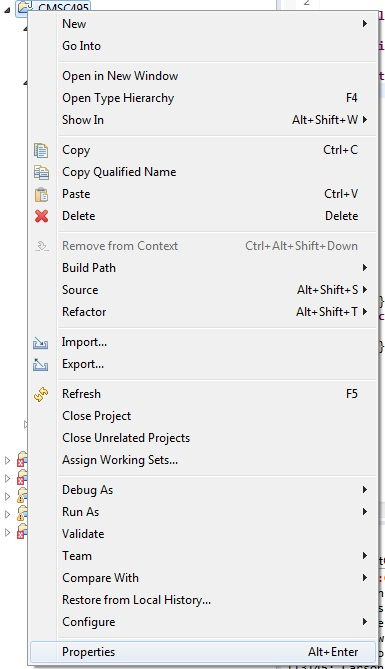 CMSC495
2
New
Go Into
Open in New Window
Open Type Hierarchy F4
Show In Alt+Shift+W
Copy Ctrl+C
Copy Qualified Name
Paste Ctrl+V
Delete Delete
Remove from Context Ctrl+Alt+Shift+Down
Build Path
Source Alt+Shift+S
Refactor Alt+Shift+T
Import...
Export...
Refresh F5
Close Project
Close Unrelated Projects
Assign Working Sets...
Debug As
Run As
Validate
Team
Compare With
Restore from Local History...
Configure
Properties Alt+Enter